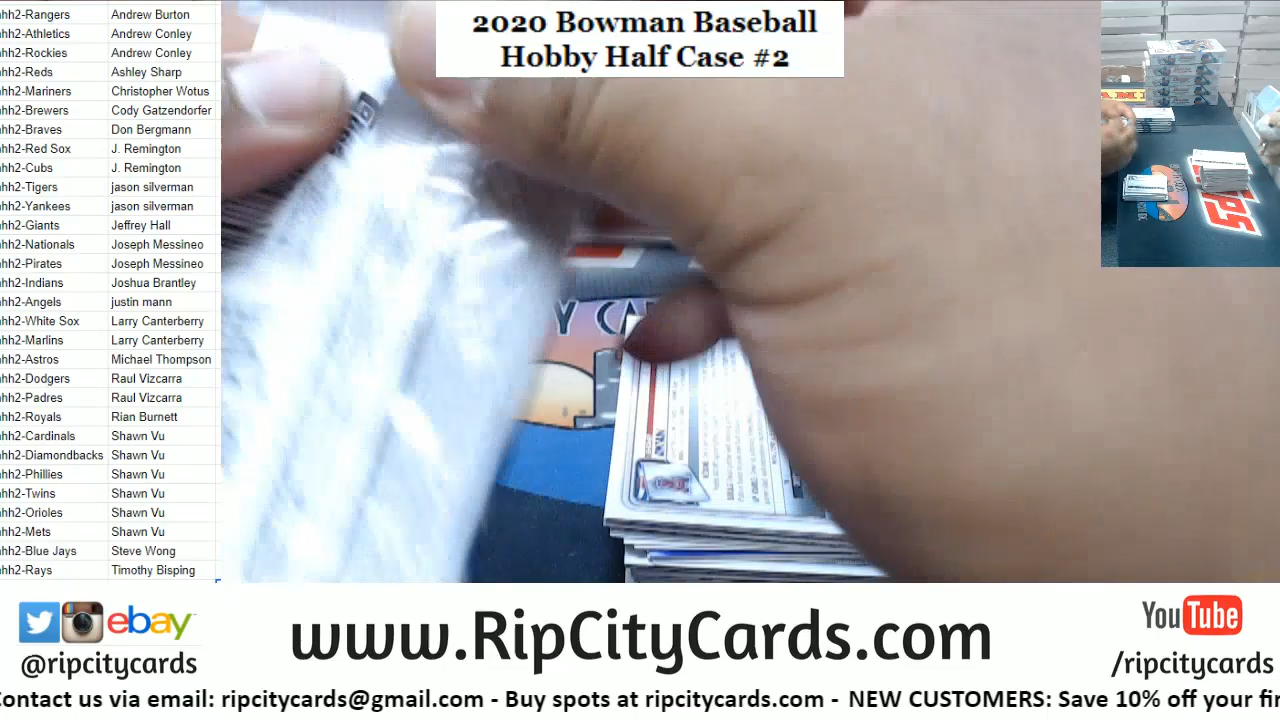 2020 Bowman Baseball
Hobby Half Case #2
hh2-Rangers Andrew Burton
hh2-Athletics Andrew Conley
hh2-Rockies Andrew Conley
hh2-Reds Ashley Sharp
hh2-Mariners Christopher Wotus
hh2-Brewers Cody Gatzendorfer
hh2-Braves Don Bergmann
hh2-Red Sox J. Remington
hh2-Cubs J. Remington
hh2-Tigers jason silverman
hh2-Yankees jason silverman
hh2-Giants Jeffrey Hall
hh2-Nationals Joseph Messineo
hh2-Pirates Joseph Messineo
hh2-Indians Joshua Brantley
hh2-Angels justin mann
hh2-White Sox Larry Canterberry
hh2-Marlins Larry Canterberry
hh2-Astros Michael Thompson
hh2-Dodgers Raul Vizcarra
hh2-Padres Raul Vizcarra
hh2-Royals Rian Burnett
hh2-Cardinals Shawn Vu
hh2-Diamondbacks Shawn Vu
hh2-Phillies Shawn Vu
hh2-Twins Shawn Vu
hh2-Orioles Shawn Vu
hh2-Mets Shawn Vu
hh2-Blue Jays Steve Wong
hh2-Rays Timothy Bisping
Y CA
ebay
@ripcitycards
www.RipCityCards.com
YouTube
/ripcitycards
Contact us via email: ripcitycards@gmail.com - Buy spots at ripcitycards.com - NEW CUSTOMERS: Save 10% off your fi